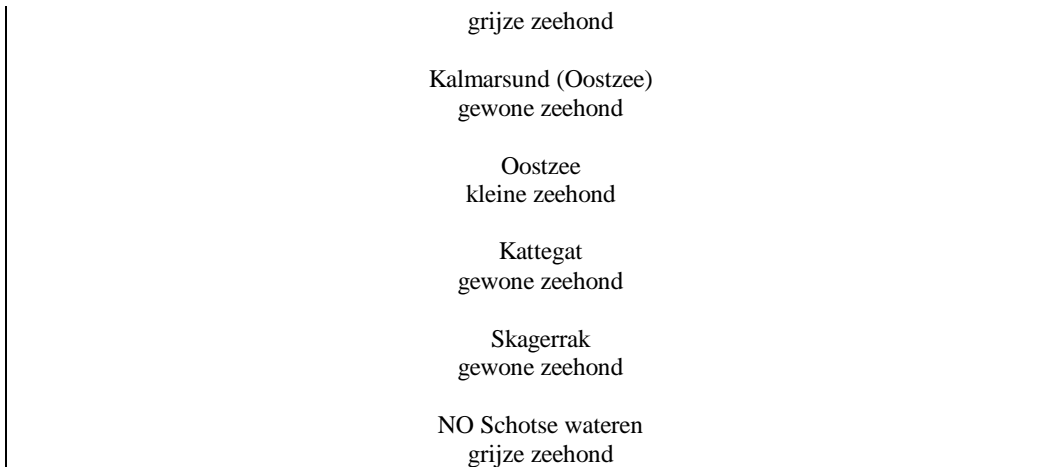 grijze zeehond
Kalmarsund (Oostzee)
gewone zeehond
Oostzee
kleine zeehond
Kattegat
gewone zeehond
Skagerrak
gewone zeehond
NO Schotse wateren
grijze zeehond